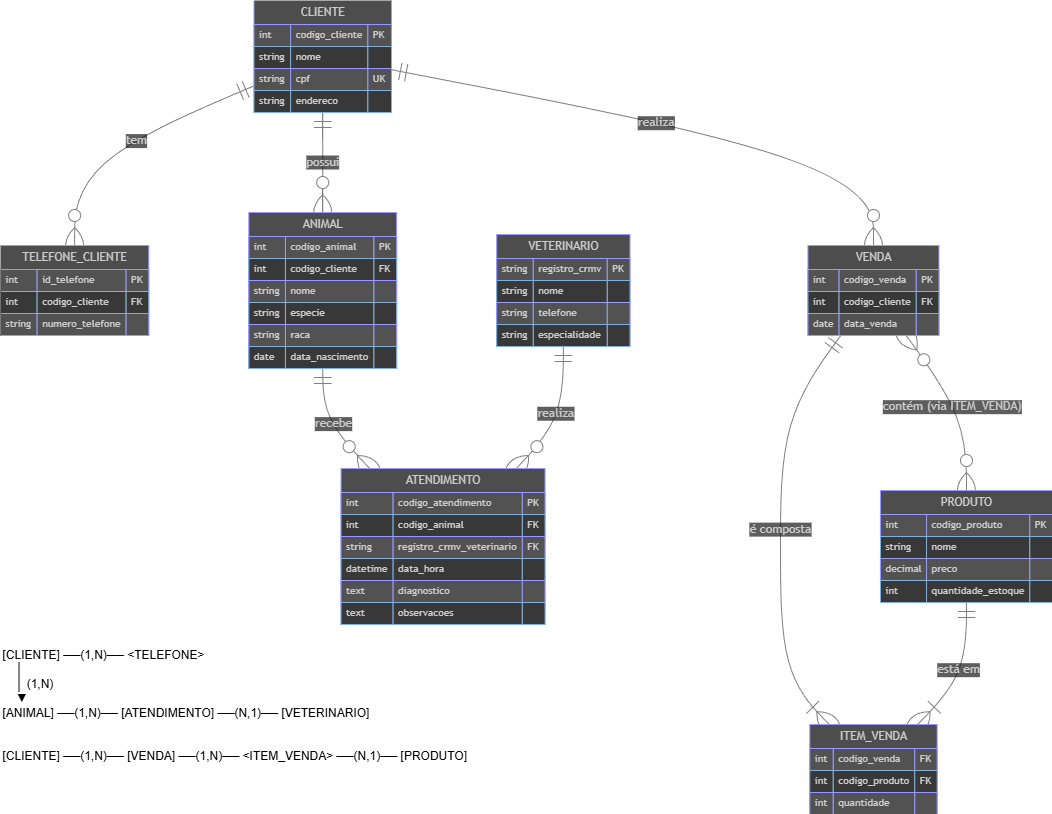 CLIENTE
int codigo_cliente PK
string nome
string cpf UK
string endereco
tem
possui
realiza
TELEFONE_CLIENTE
int id_telefone PK
int codigo_cliente FK
string numero_telefone
ANIMAL
int codigo_animal PK
int codigo_cliente FK
string nome
string especie
string raca
date data_nascimento
VETERINARIO
string registro_crmv PK
string nome
string telefone
string especialidade
VENDA
int codigo_venda PK
int codigo_cliente FK
date data_venda
recebe
realiza
contém (via ITEM_VENDA)
ATENDIMENTO
int codigo_atendimento PK
int codigo_animal FK
string registro_crmv_veterinario FK
datetime data_hora
text diagnostico
text observacoes
é composta
PRODUTO
int codigo_produto PK
string nome
decimal preco
int quantidade_estoque
está em
ITEM_VENDA
int codigo_venda FK
int codigo_produto FK
int quantidade
[CLIENTE] ──(1,N)── <TELEFONE>
(1,N)
[ANIMAL] ──(1,N)── [ATENDIMENTO] ──(N,1)── [VETERINARIO]
[CLIENTE] ──(1,N)── [VENDA] ──(1,N)── <ITEM_VENDA> ──(N,1)── [PRODUTO]